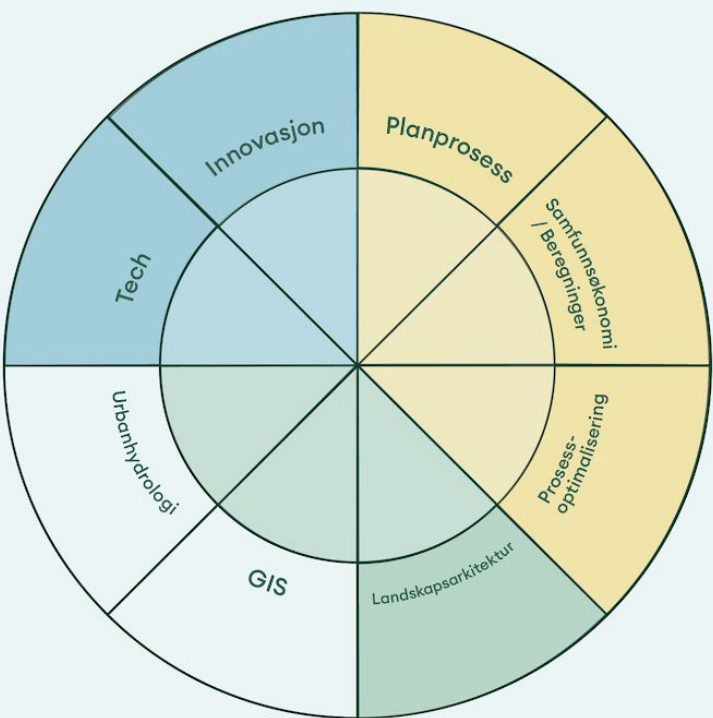 Innovasjon
Planprosess
Samfunnsøkonomi
/ Beregninger
Prosess-
optimalisering
Landskapsarkitektur
GIS
Urbanhydrologi
Tech